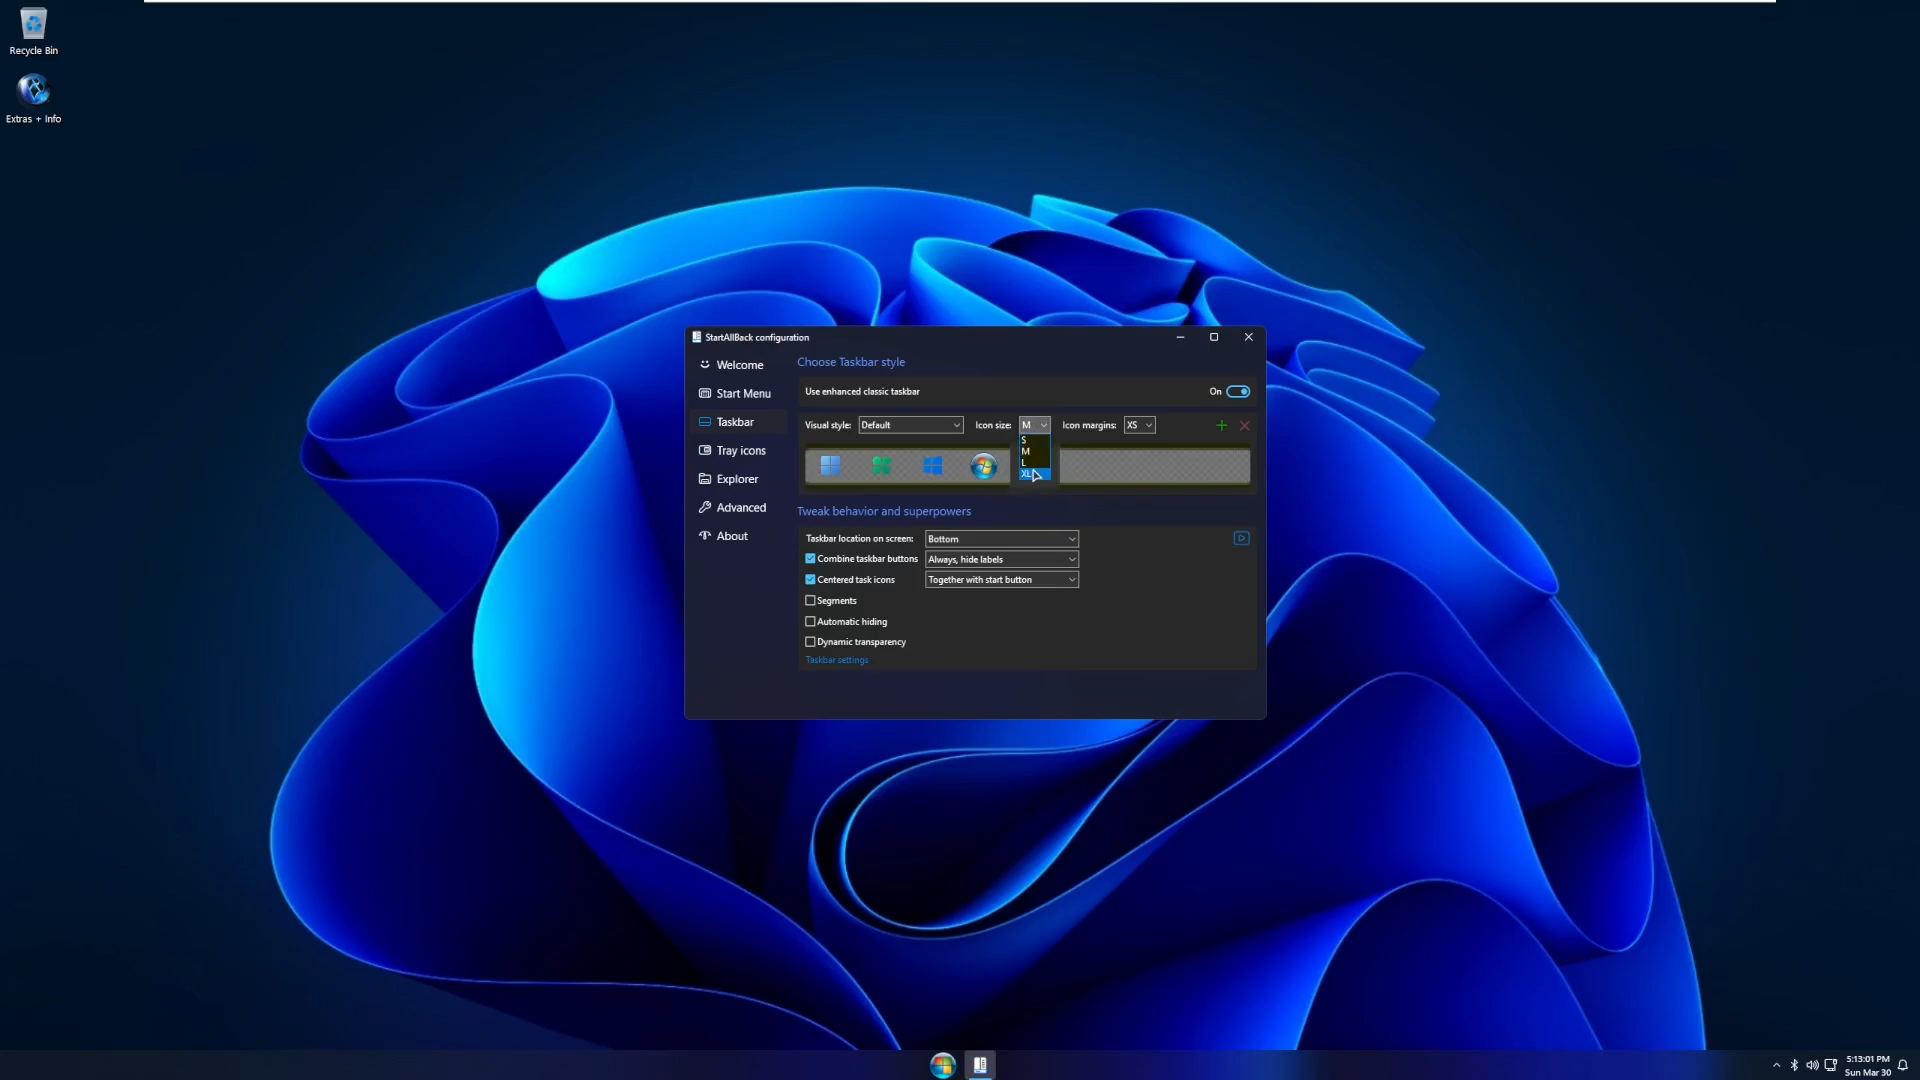 Recycle Bin
Extras + Info
StartAllBack configuration
Welcome
Start Menu
Taskbar
Tray icons
Explorer
Advanced
About
Choose Taskbar style
Use enhanced classic taskbar
On
Visual style: Default Icon size: M Icon margins: XS
S
M
L
XL
Tweak behavior and superpowers
Taskbar location on screen: Bottom
Combine taskbar buttons Always, hide labels
Centered task icons Together with start button
Segments
Automatic hiding
Dynamic transparency
Taskbar settings
5:13:01 PM
Sun Mar 30